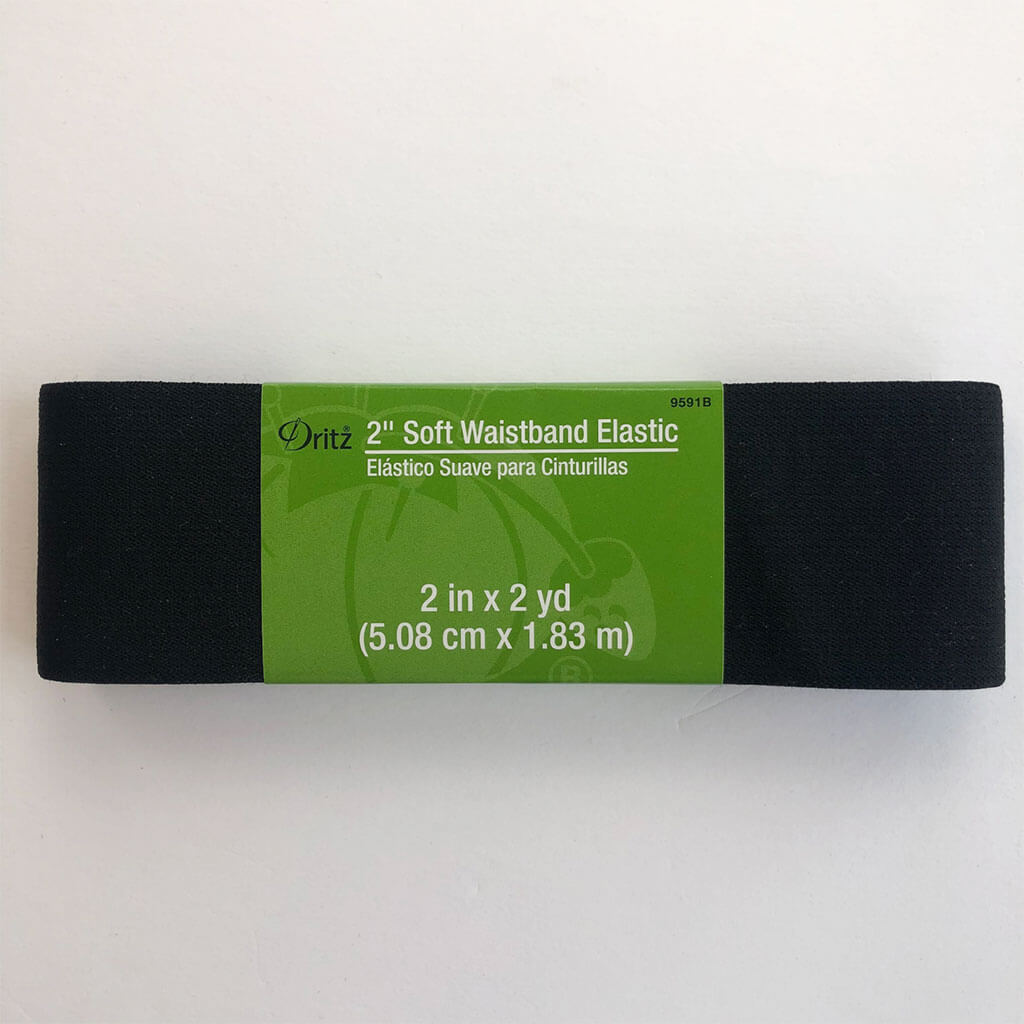 9591B
Dritz® 2" Soft Waistband Elastic
Elástico Suave para Cinturillas
2 in x 2 yd
(5.08 cm x 1.83 m)
®